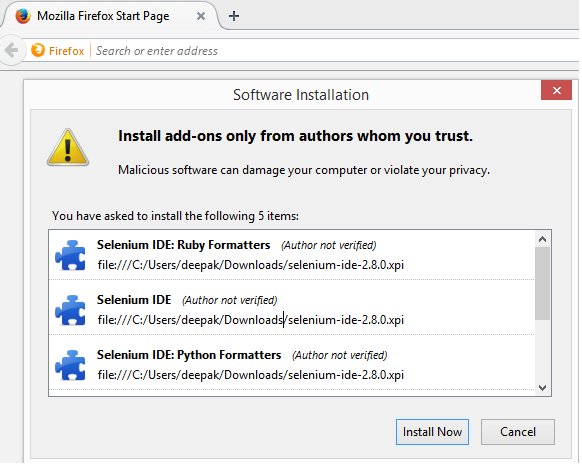 Mozilla Firefox Start Page
Firefox Search or enter address
Software Installation
Install add-ons only from authors whom you trust.
Malicious software can damage your computer or violate your privacy.
You have asked to install the following 5 items:
Selenium IDE: Ruby Formatters (Author not verified)
file:///C:/Users/deepak/Downloads/selenium-ide-2.8.0.xpi
Selenium IDE (Author not verified)
file:///C:/Users/deepak/Downloads/selenium-ide-2.8.0.xpi
Selenium IDE: Python Formatters (Author not verified)
file:///C:/Users/deepak/Downloads/selenium-ide-2.8.0.xpi
Install Now Cancel